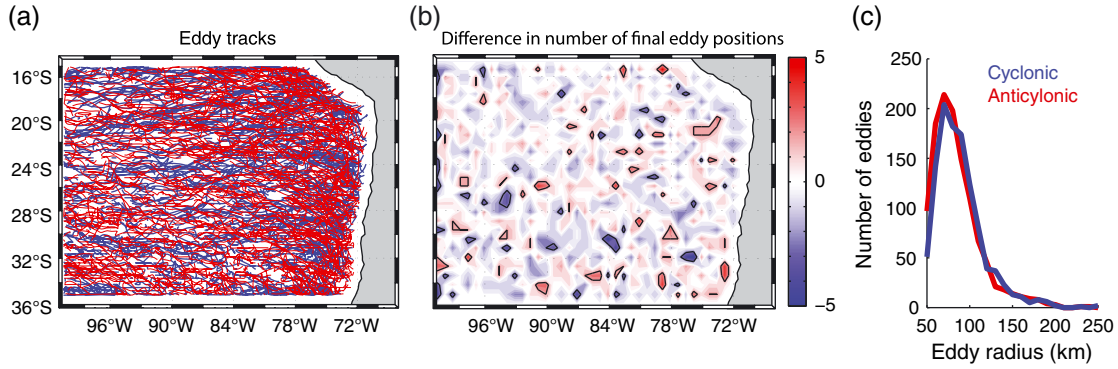 (a)
Eddy tracks
16°S
20°S
24°S
28°S
32°S
36°S
96°W
90°W
84°W
78°W
72°W
(b)
Difference in number of final eddy positions
96°W
90°W
84°W
78°W
72°W
5
0
−5
(c)
250
200
150
100
50
0
Number of eddies
Cyclonic
Anticylonic
50
100
150
200
250
Eddy radius (km)